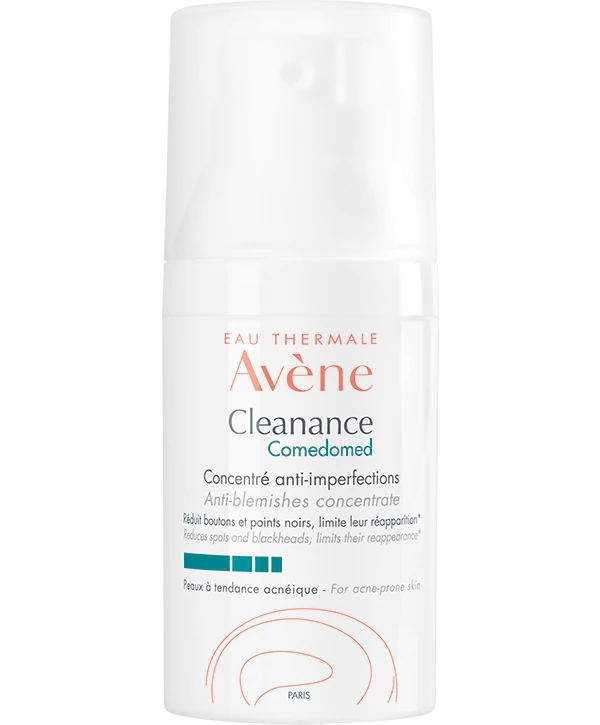 EAU THERMALE
Avène
Cleanance
Comedomed
Concentré anti-imperfections
Anti-blemishes concentrate
Réduit boutons et points noirs, limite leur réapparition*
Reduces spots and blackheads, limits their reappearance*
Peaux à tendance acnéique - For acne-prone skin
PARIS